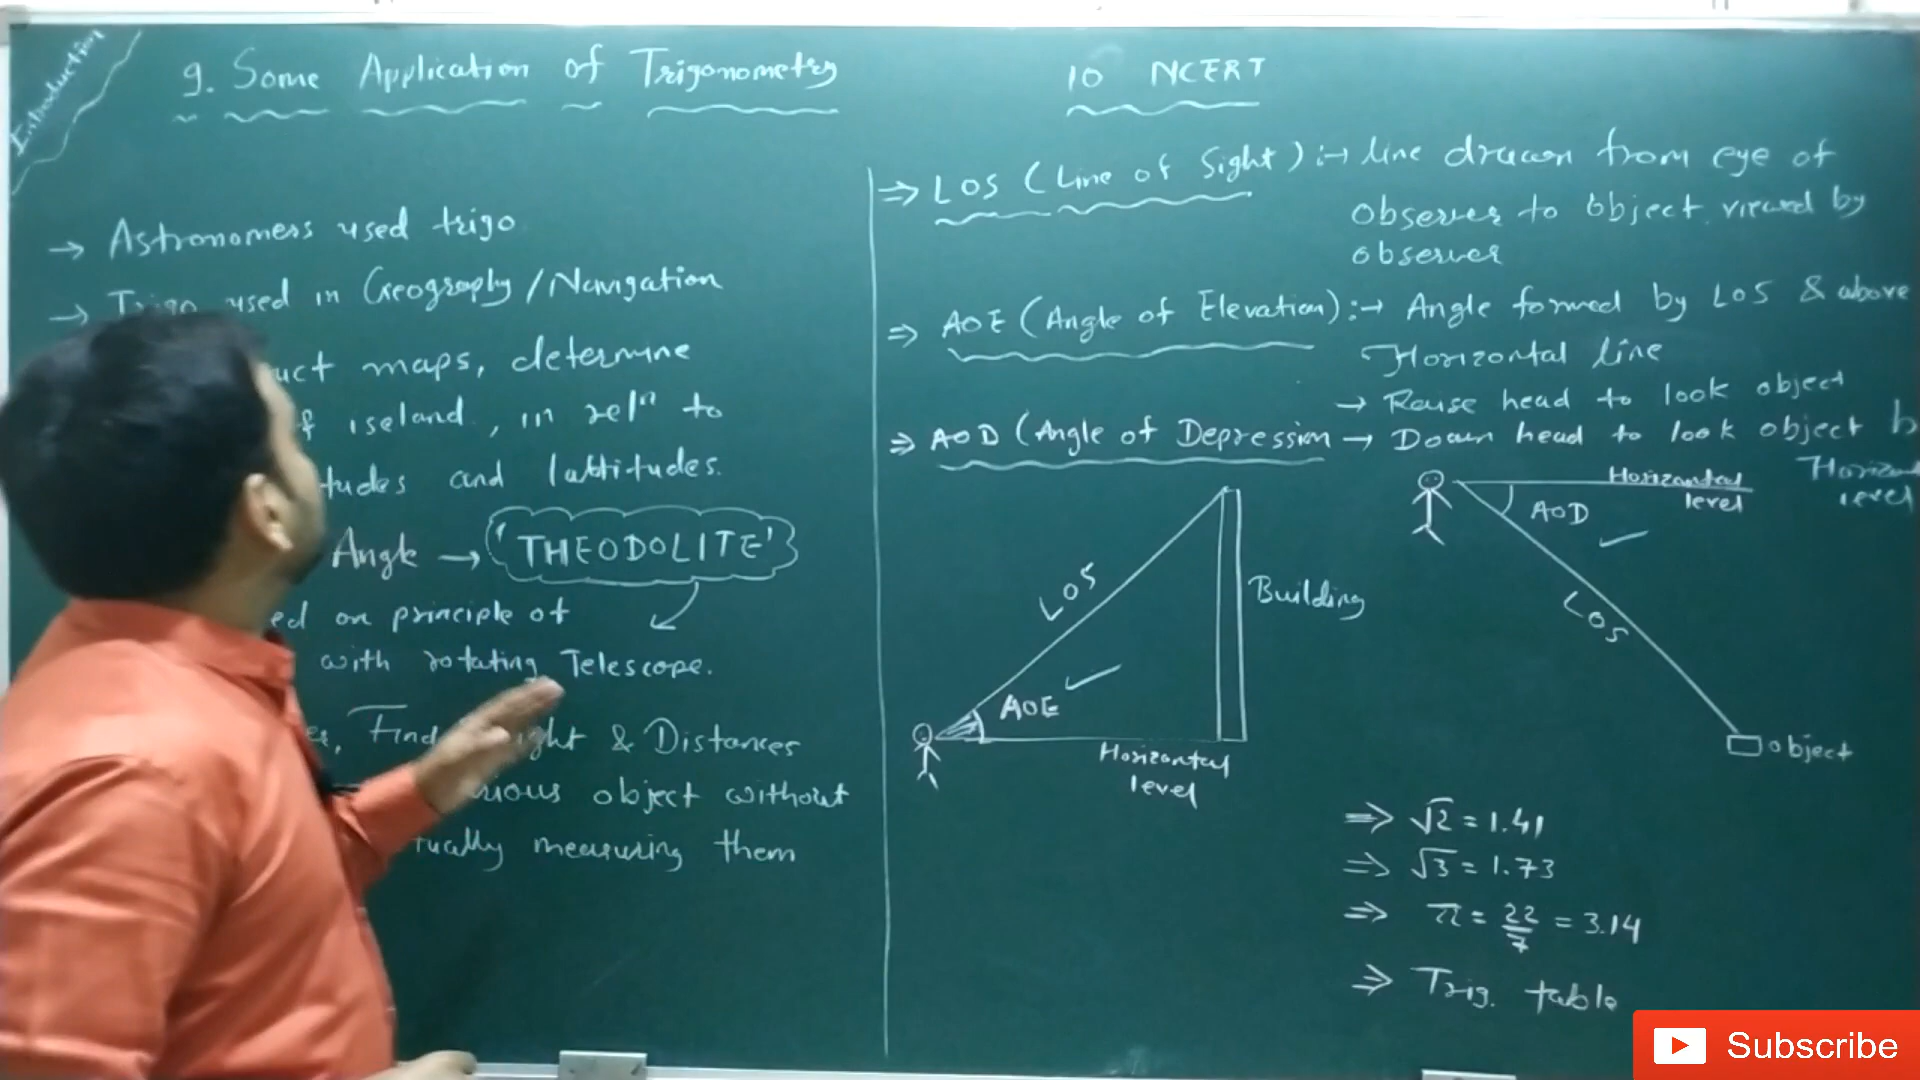 Introduction
9. Some Application of Trigonometry
10 NCERT
→ Astronomers used trigo
→ Trigo used in Geography/Navigation
uct maps, determine
of iseland, in relⁿ to
tudes and lattitudes.
Angle → 'THEODOLITE'
ed on principle of
with rotating Telescope.
Find & Distances
object without
tually measuring them
⇒ LOS (Line of Sight) :→ line drawn from eye of
observer to object viewed by
observer
⇒ AOE (Angle of Elevation) :→ Angle formed by LOS & above
Horizontal line
→ Raise head to look object
⇒ AOD (Angle of Depression → Down head to look object b
Horizon
level
LOS
AOE ✓
Building
Horizontal
level
Horizontal
level
AOD ✓
LOS
object
⇒ √2 = 1.41
⇒ √3 = 1.73
⇒ π = 22/7 = 3.14
⇒ Trig. table
Subscribe